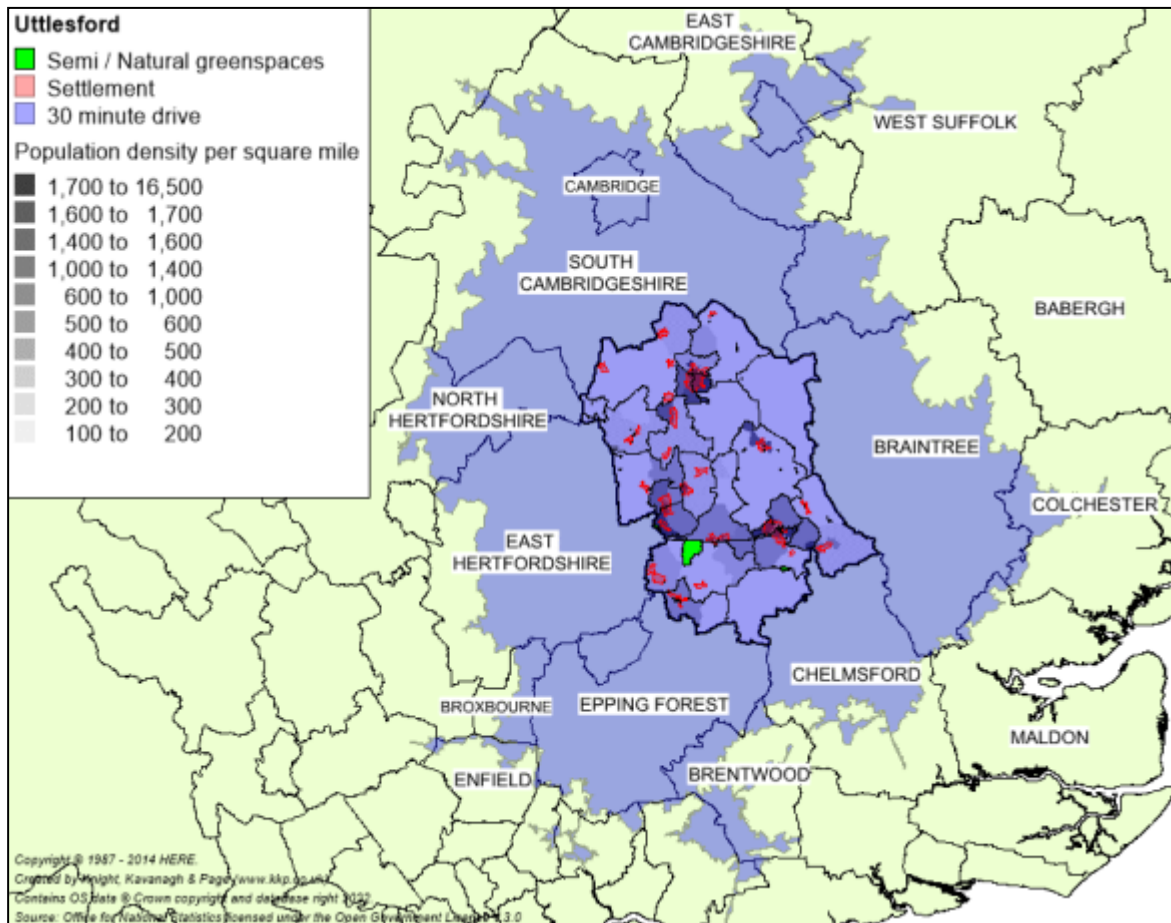 Uttlesford
Semi / Natural greenspaces
Settlement
30 minute drive
Population density per square mile
1,700 to 16,500
1,600 to 1,700
1,400 to 1,600
1,000 to 1,400
600 to 1,000
500 to 600
400 to 500
300 to 400
200 to 300
100 to 200
EAST
CAMBRIDGESHIRE
WEST SUFFOLK
CAMBRIDGE
SOUTH
CAMBRIDGESHIRE
BABERGH
NORTH
HERTFORDSHIRE
BRAINTREE
COLCHESTER
EAST
HERTFORDSHIRE
CHELMSFORD
BROXBOURNE
EPPING FOREST
MALDON
ENFIELD
BRENTWOOD
Copyright © 1987 - 2014 HERE.
Created by Knight, Kavanagh & Page (www.kkp.co.uk)
Contains OS data © Crown copyright and database right 2022
Source: Office for National Statistics licensed under the Open Government Licence v.3.0